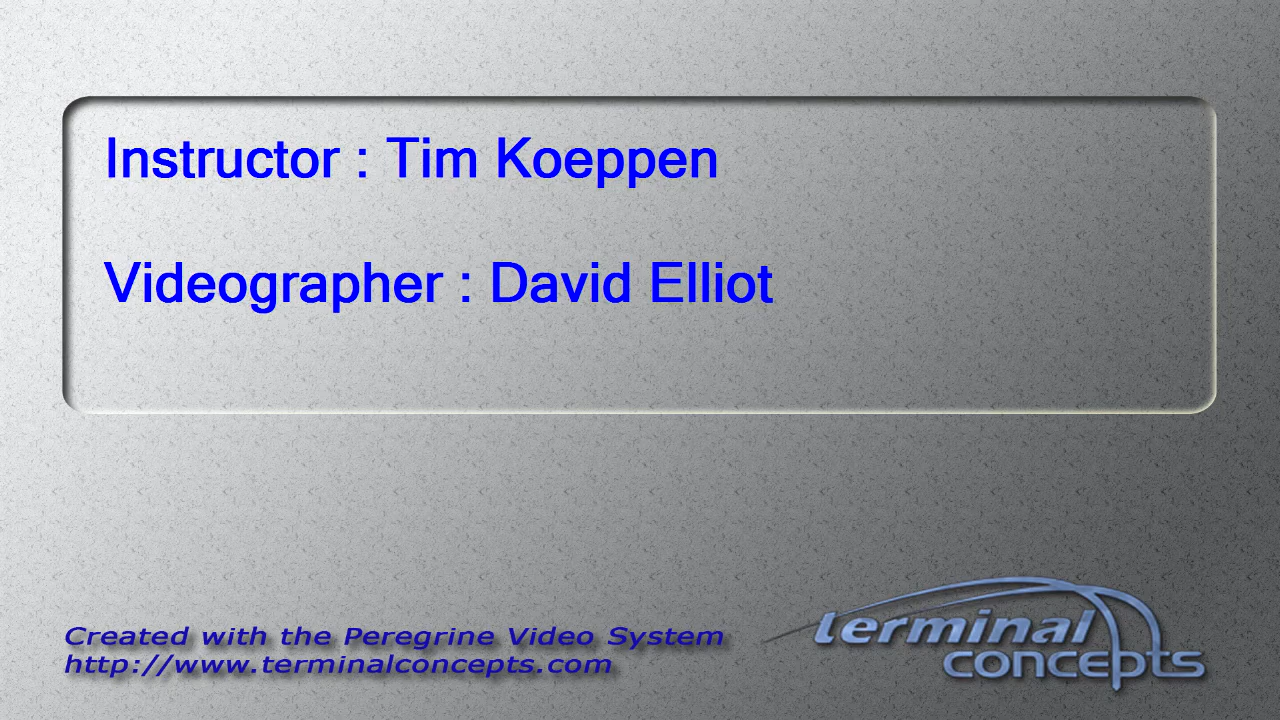 Instructor : Tim Koeppen
Videographer : David Elliot
Created with the Peregrine Video System
http://www.terminalconcepts.com
terminal
concepts